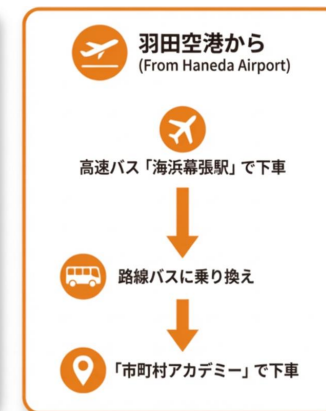 羽田空港から
(From Haneda Airport)
高速バス「海浜幕張駅」で下車
路線バスに乗り換え
「市町村アカデミー」で下車